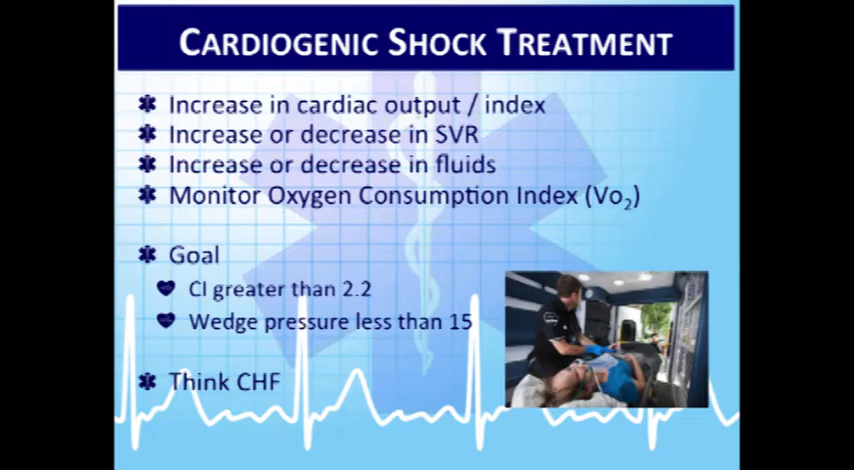 CARDIOGENIC SHOCK TREATMENT
Increase in cardiac output / index
Increase or decrease in SVR
Increase or decrease in fluids
Monitor Oxygen Consumption Index (Vo₂)
Goal
CI greater than 2.2
Wedge pressure less than 15
Think CHF